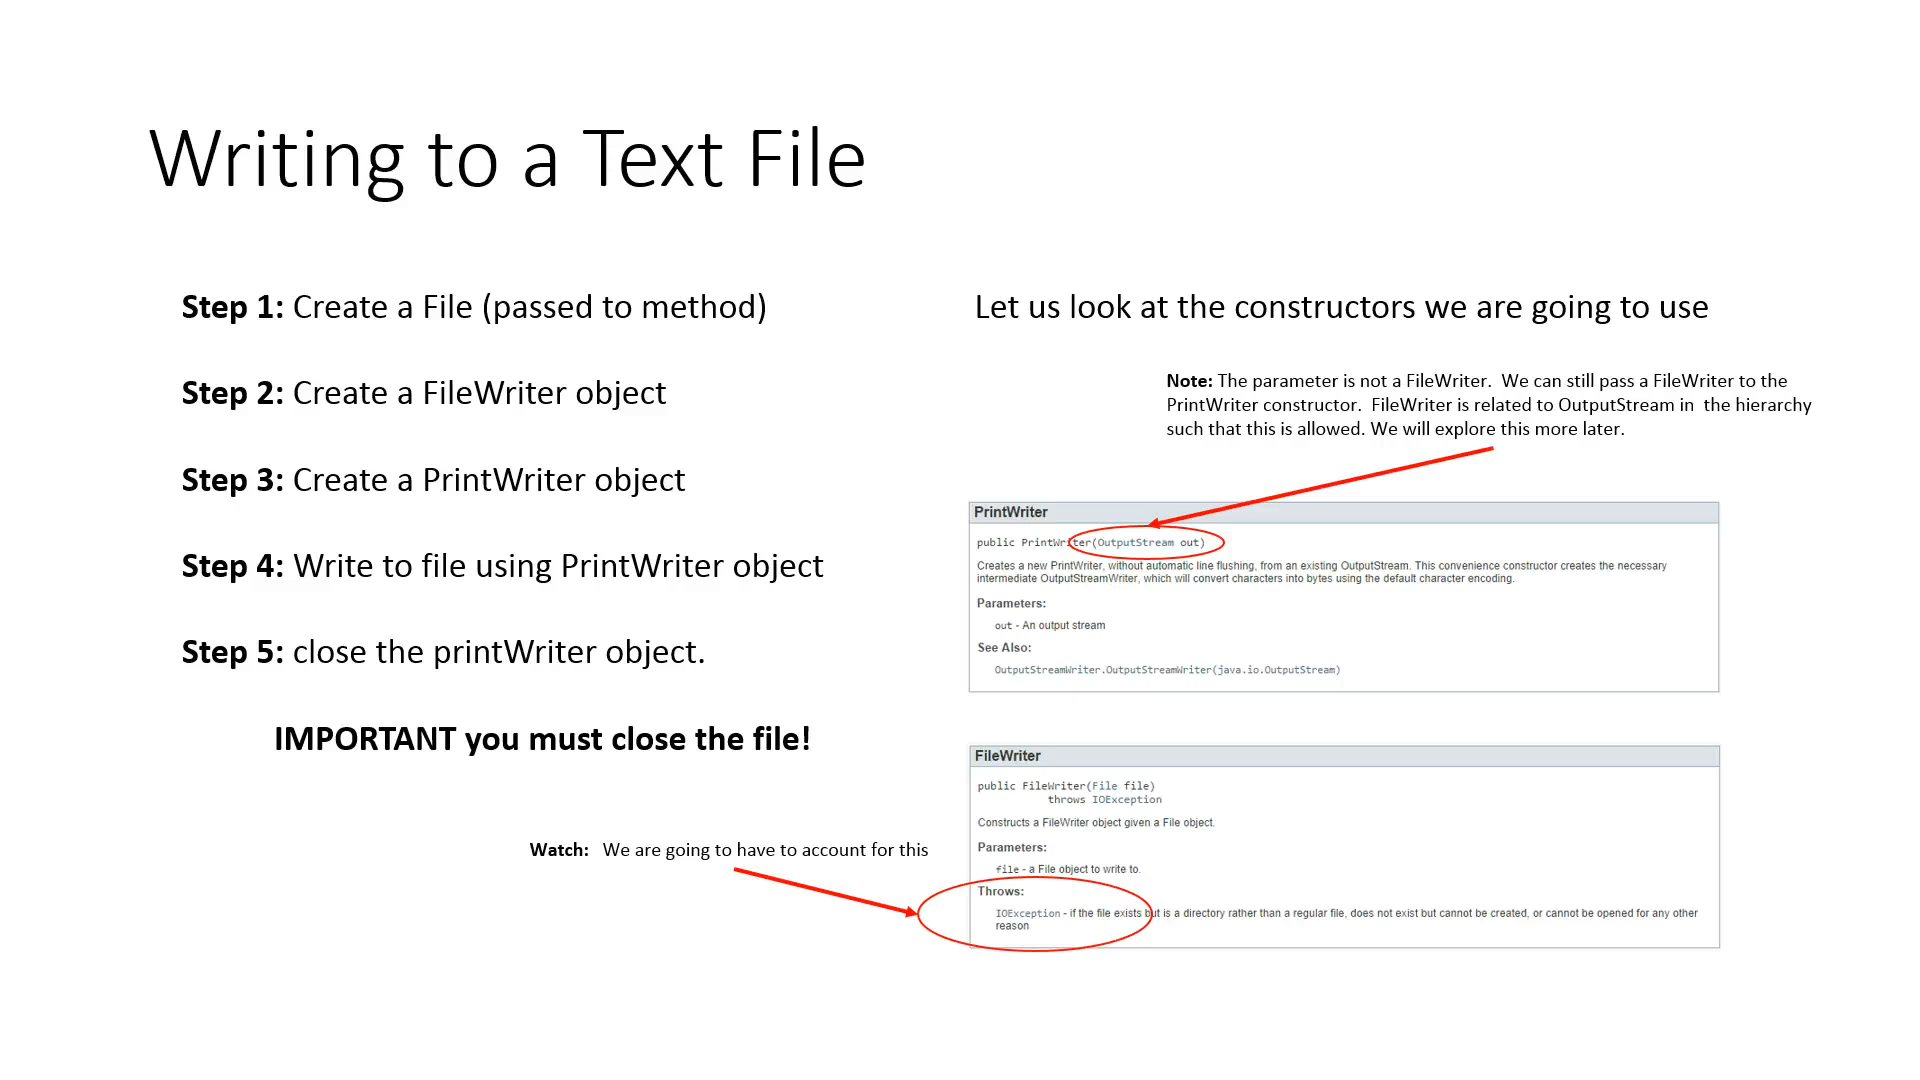 Writing to a Text File
Step 1: Create a File (passed to method)
Step 2: Create a FileWriter object
Step 3: Create a PrintWriter object
Step 4: Write to file using PrintWriter object
Step 5: close the printWriter object.
IMPORTANT you must close the file!
Watch: We are going to have to account for this
Let us look at the constructors we are going to use
Note: The parameter is not a FileWriter. We can still pass a FileWriter to the
PrintWriter constructor. FileWriter is related to OutputStream in the hierarchy
such that this is allowed. We will explore this more later.
PrintWriter
public PrintWriter(OutputStream out)
Creates a new PrintWriter, without automatic line flushing, from an existing OutputStream. This convenience constructor creates the necessary
intermediate OutputStreamWriter, which will convert characters into bytes using the default character encoding.
Parameters:
out - An output stream
See Also:
OutputStreamWriter.OutputStreamWriter(java.io.OutputStream)
FileWriter
public FileWriter(File file)
throws IOException
Constructs a FileWriter object given a File object.
Parameters:
file - a File object to write to.
Throws:
IOException - if the file exists but is a directory rather than a regular file, does not exist but cannot be created, or cannot be opened for any other
reason